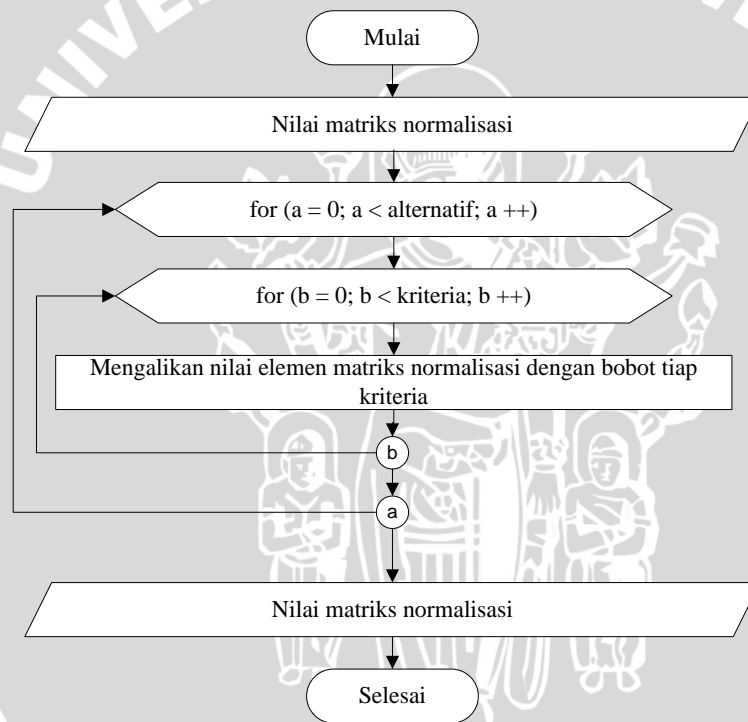 UNIVE
Mulai
Nilai matriks normalisasi
for (a = 0; a < alternatif; a ++)
for (b = 0; b < kriteria; b ++)
Mengalikan nilai elemen matriks normalisasi dengan bobot tiap
kriteria
b
a
Nilai matriks normalisasi
Selesai